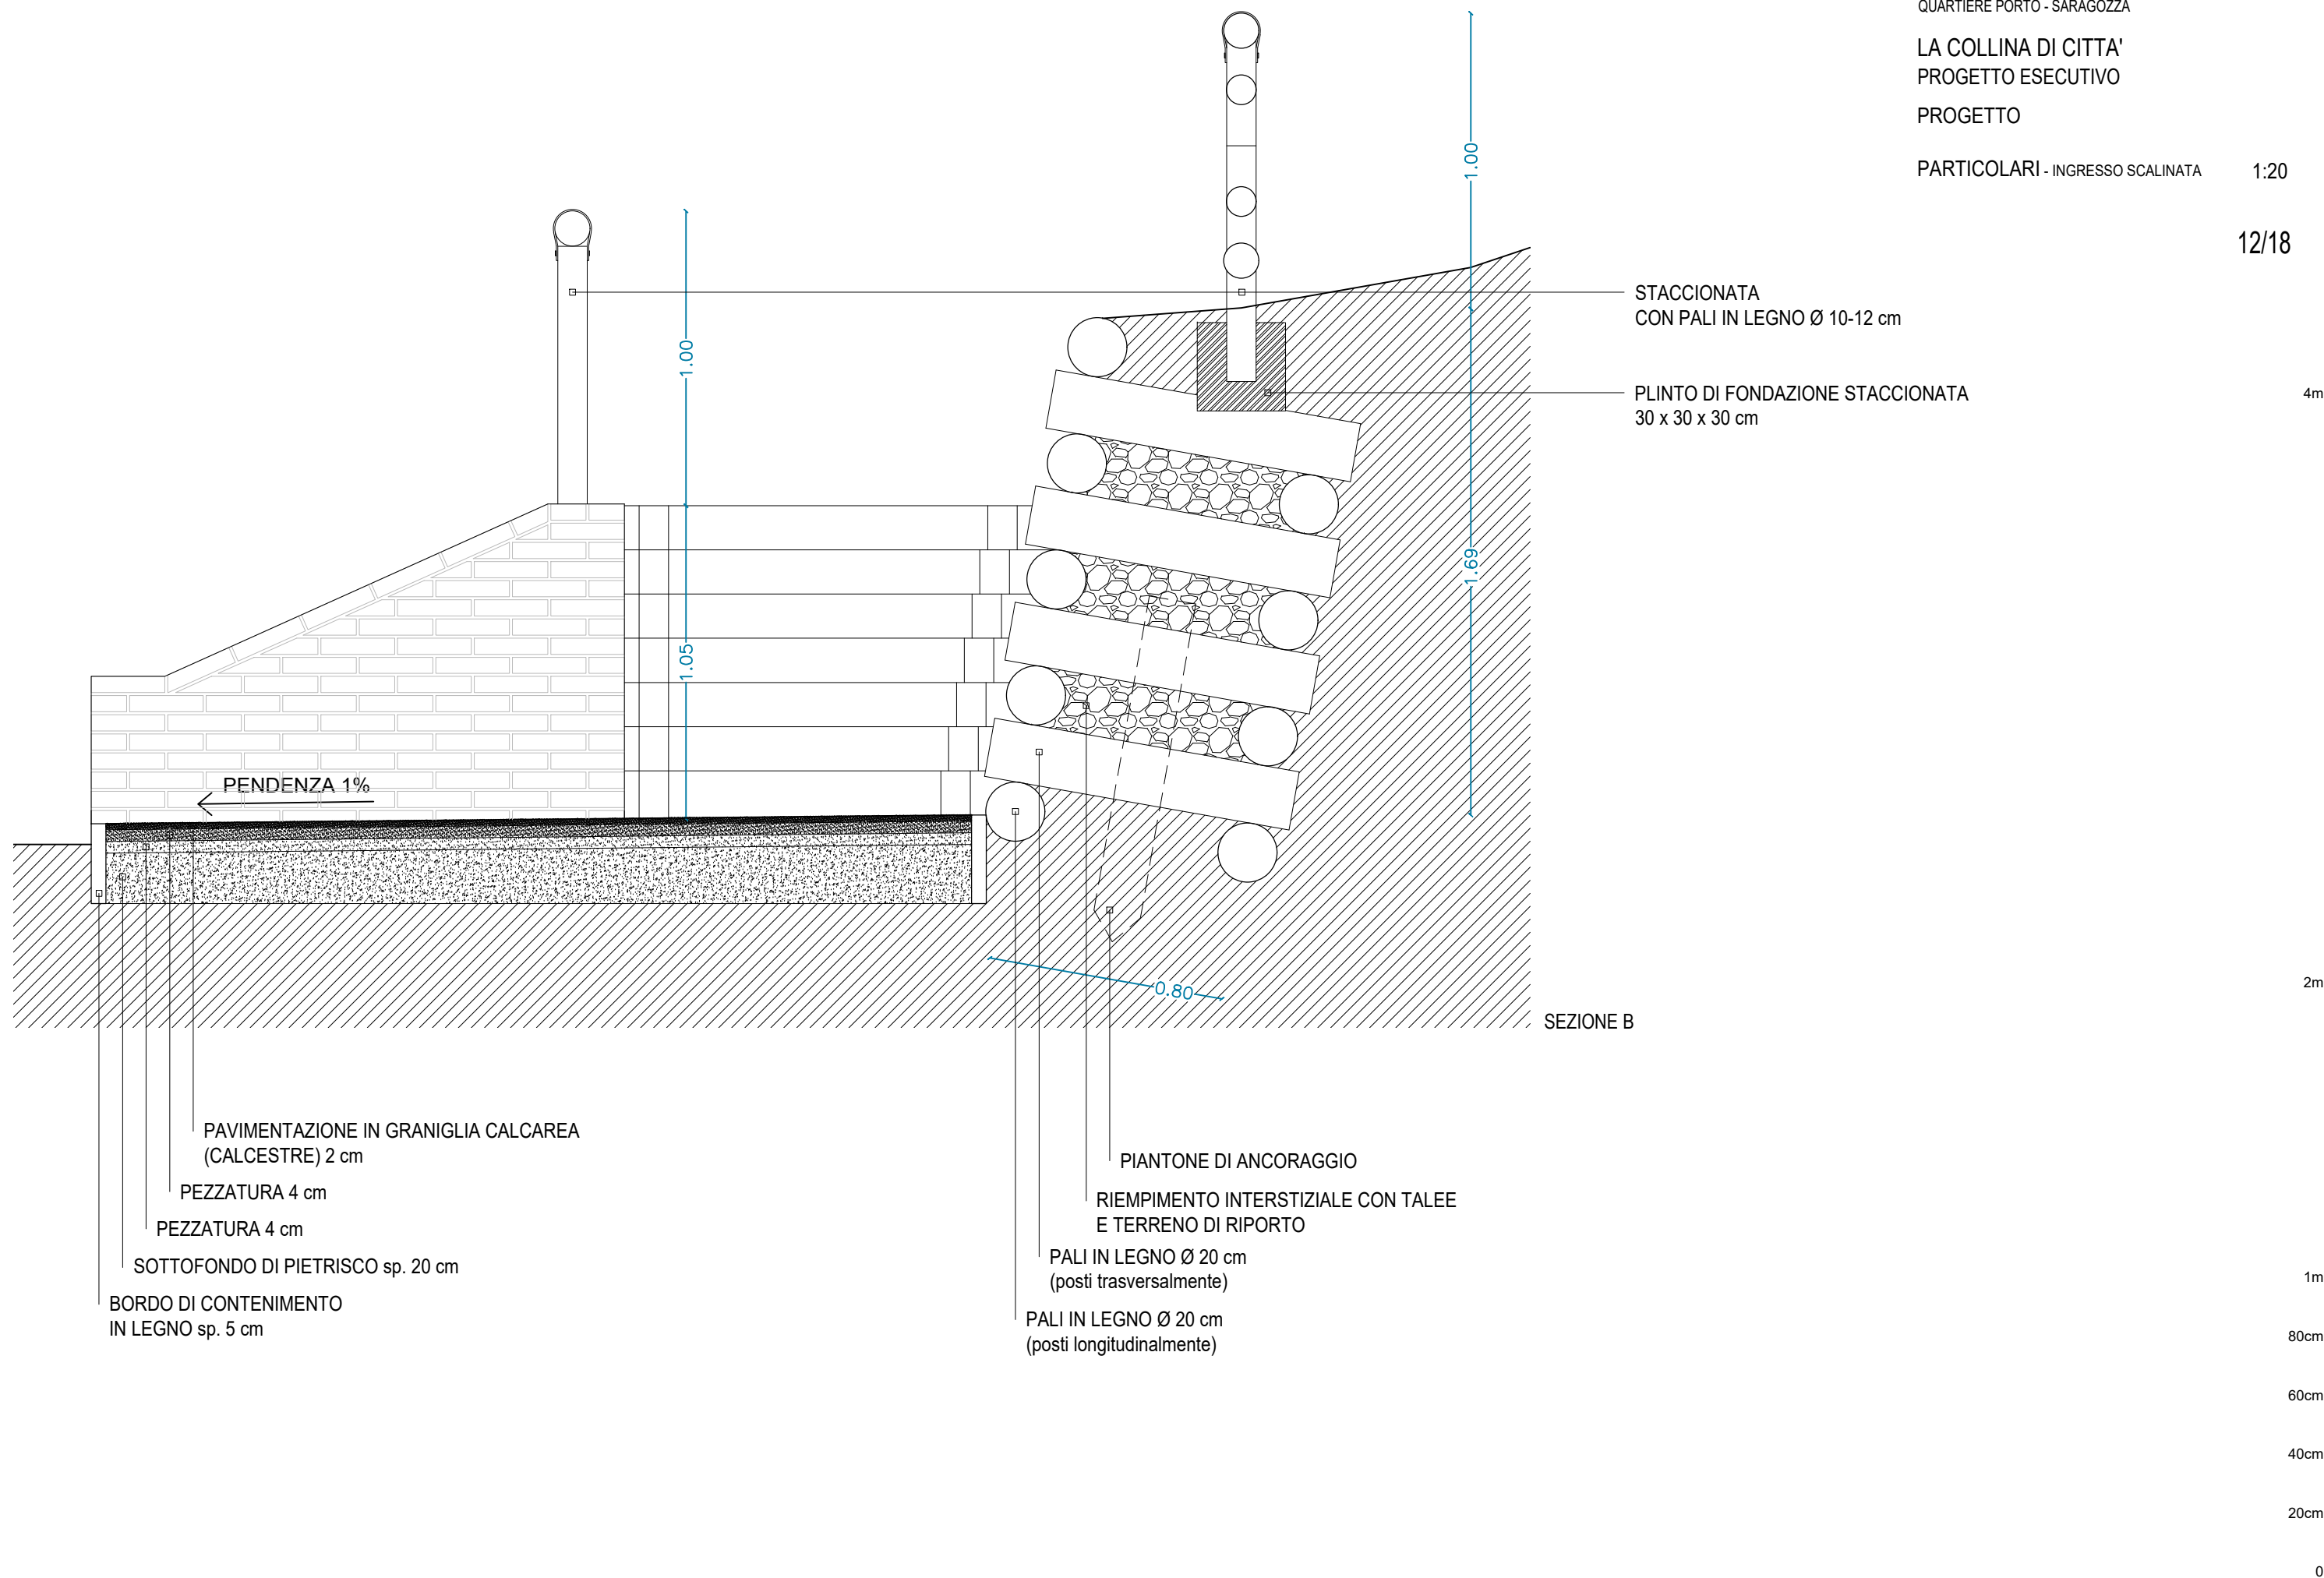 QUARTIERE PORTO - SARAGOZZA
LA COLLINA DI CITTA'
PROGETTO ESECUTIVO
PROGETTO
PARTICOLARI - INGRESSO SCALINATA 1:20
12/18
1.00
1.00
STACCIONATA
CON PALI IN LEGNO Ø 10-12 cm
PLINTO DI FONDAZIONE STACCIONATA
30 x 30 x 30 cm
1.69
1.05
PENDENZA 1%
0.80
SEZIONE B
PAVIMENTAZIONE IN GRANIGLIA CALCAREA
(CALCESTRE) 2 cm
PEZZATURA 4 cm
PEZZATURA 4 cm
SOTTOFONDO DI PIETRISCO sp. 20 cm
BORDO DI CONTENIMENTO
IN LEGNO sp. 5 cm
PIANTONE DI ANCORAGGIO
RIEMPIMENTO INTERSTIZIALE CON TALEE
E TERRENO DI RIPORTO
PALI IN LEGNO Ø 20 cm
(posti trasversalmente)
PALI IN LEGNO Ø 20 cm
(posti longitudinalmente)
4m
2m
1m
80cm
60cm
40cm
20cm
0